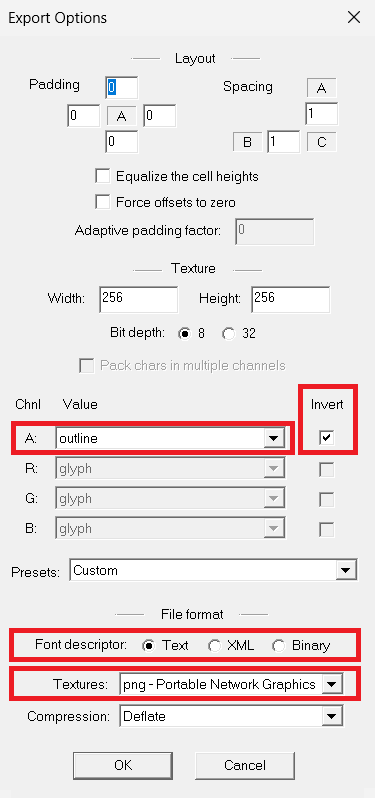 Export Options
Layout
Padding 0 Spacing A
0 A 0 1
0 B 1 C
Equalize the cell heights
Force offsets to zero
Adaptive padding factor: 0
Texture
Width: 256 Height: 256
Bit depth: 8 32
Pack chars in multiple channels
Chnl Value Invert
A: outline
R: glyph
G: glyph
B: glyph
Presets: Custom
File format
Font descriptor: Text XML Binary
Textures: png - Portable Network Graphics
Compression: Deflate
OK Cancel